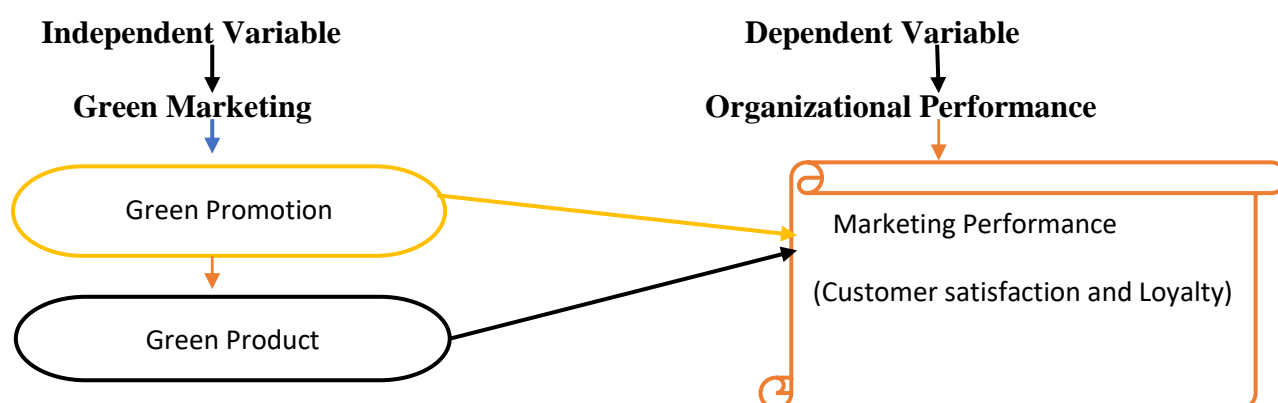 Independent Variable
Dependent Variable
Green Marketing
Organizational Performance
Green Promotion
Marketing Performance
(Customer satisfaction and Loyalty)
Green Product